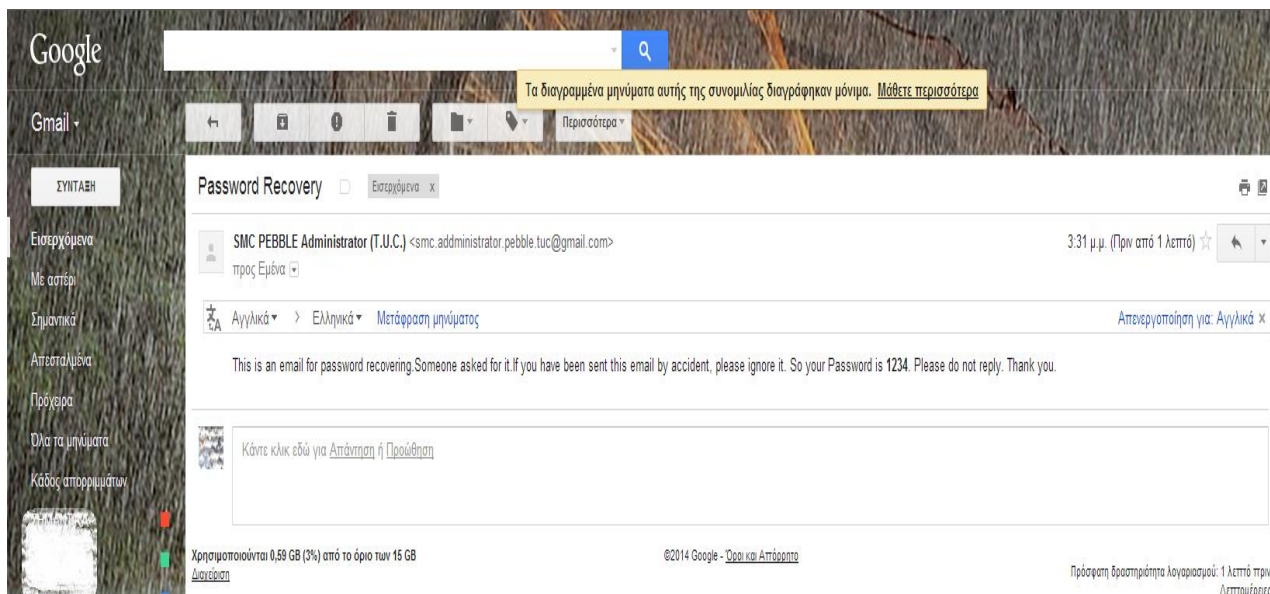 Google
Τα διαγραμμένα μηνύματα αυτής της συνομιλίας διαγράφηκαν μόνιμα. Μάθετε περισσότερα
Gmail
Περισσότερα
ΣΥΝΤΑΞΗ
Εισερχόμενα
Με αστέρι
Σημαντικά
Απεσταλμένα
Πρόχειρα
Όλα τα μηνύματα
Κάδος απορριμμάτων
Password Recovery Εισερχόμενα x
SMC PEBBLE Administrator (T.U.C.) <smc.addministrator.pebble.tuc@gmail.com> 3:31 μ.μ. (Πριν από 1 λεπτό)
προς Εμένα
Αγγλικά > Ελληνικά Μετάφραση μηνύματος Απενεργοποίηση για: Αγγλικά x
This is an email for password recovering.Someone asked for it.If you have been sent this email by accident, please ignore it. So your Password is 1234. Please do not reply. Thank you.
Κάντε κλικ εδώ για Απάντηση ή Προώθηση
Χρησιμοποιούνται 0,59 GB (3%) από το όριο των 15 GB
Διαχείριση
©2014 Google - Όροι και Απόρρητο
Πρόσφατη δραστηριότητα λογαριασμού: 1 λεπτό πριν
Λεπτομέρειες